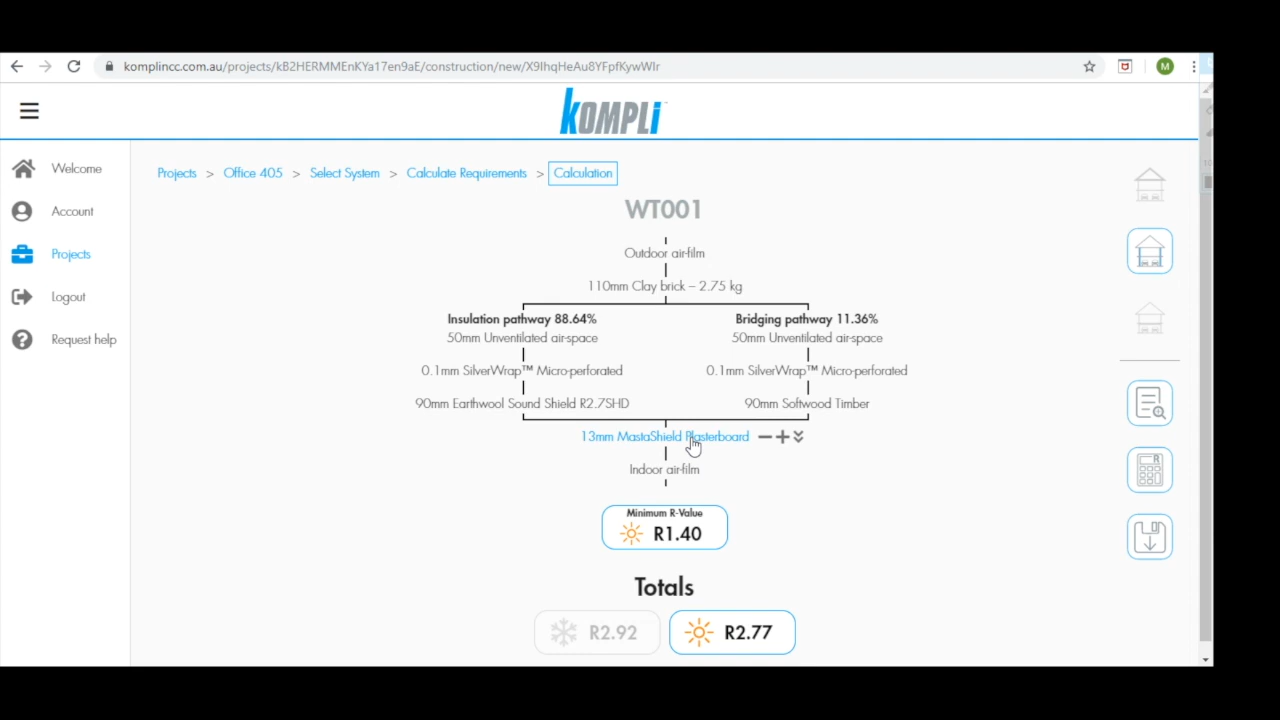 komplincc.com.au/projects/kB2HERMMEnKYa17en9aE/construction/new/X9lhqHeAu8YFpfKywWlr
M
KOMPLi
Welcome
Account
Projects
Logout
Request help
Projects > Office 405 > Select System > Calculate Requirements > Calculation
WT001
Outdoor air-film
110mm Clay brick – 2.75 kg
Insulation pathway 88.64% Bridging pathway 11.36%
50mm Unventilated air-space 50mm Unventilated air-space
0.1mm SilverWrap™ Micro-perforated 0.1mm SilverWrap™ Micro-perforated
90mm Earthwool Sound Shield R2.7SHD 90mm Softwood Timber
13mm MastaShield Plasterboard
Indoor air-film
Minimum R-Value
R1.40
Totals
R2.92 R2.77
R